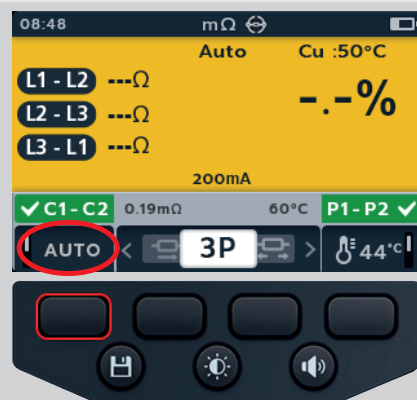 08:48 mΩ
Auto Cu :50°C
L1 - L2 ---Ω
-.-%
L2 - L3 ---Ω
L3 - L1 ---Ω
200mA
✓ C1- C2 0.19mΩ 60°C P1- P2 ✓
AUTO < 3P > 44°C